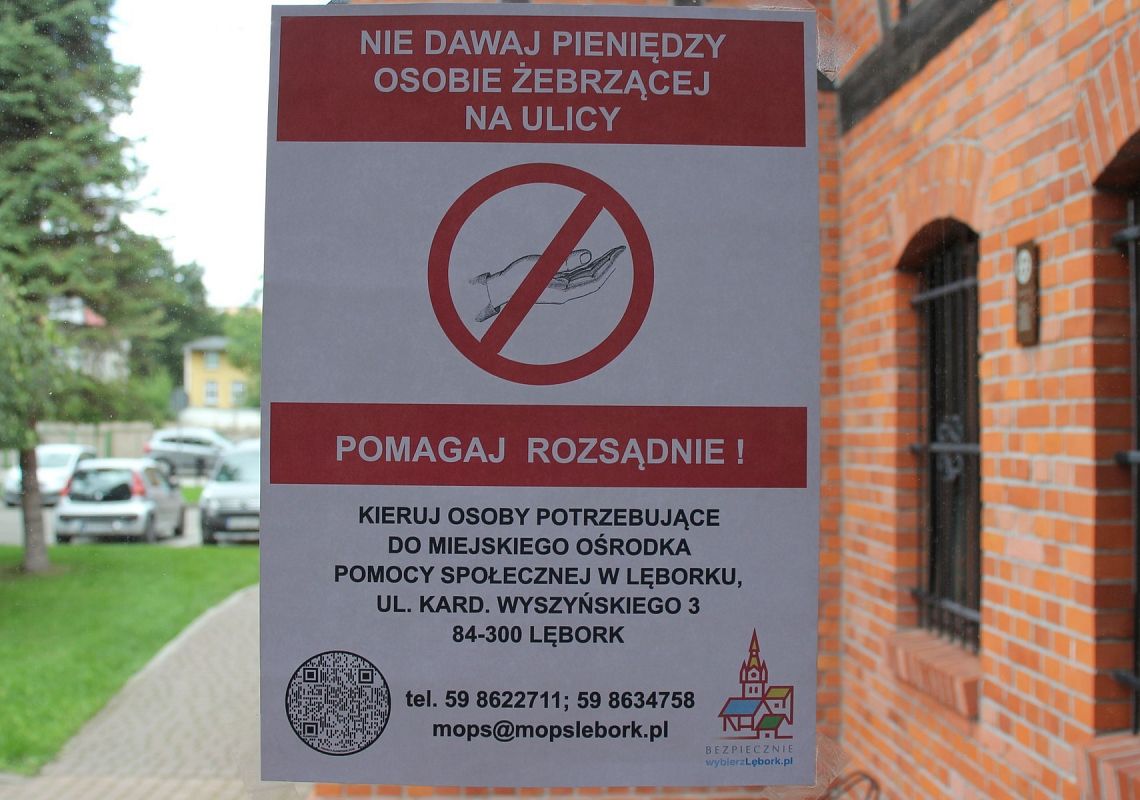 NIE DAWAJ PIENIĘDZY
OSOBIE ŻEBRZĄCEJ
NA ULICY
POMAGAJ ROZSĄDNIE !
KIERUJ OSOBY POTRZEBUJĄCE
DO MIEJSKIEGO OŚRODKA
POMOCY SPOŁECZNEJ W LĘBORKU,
UL. KARD. WYSZYŃSKIEGO 3
84-300 LĘBORK
tel. 59 8622711; 59 8634758
mops@mopslebork.pl
BEZPIECZNIE
wybierzLębork.pl